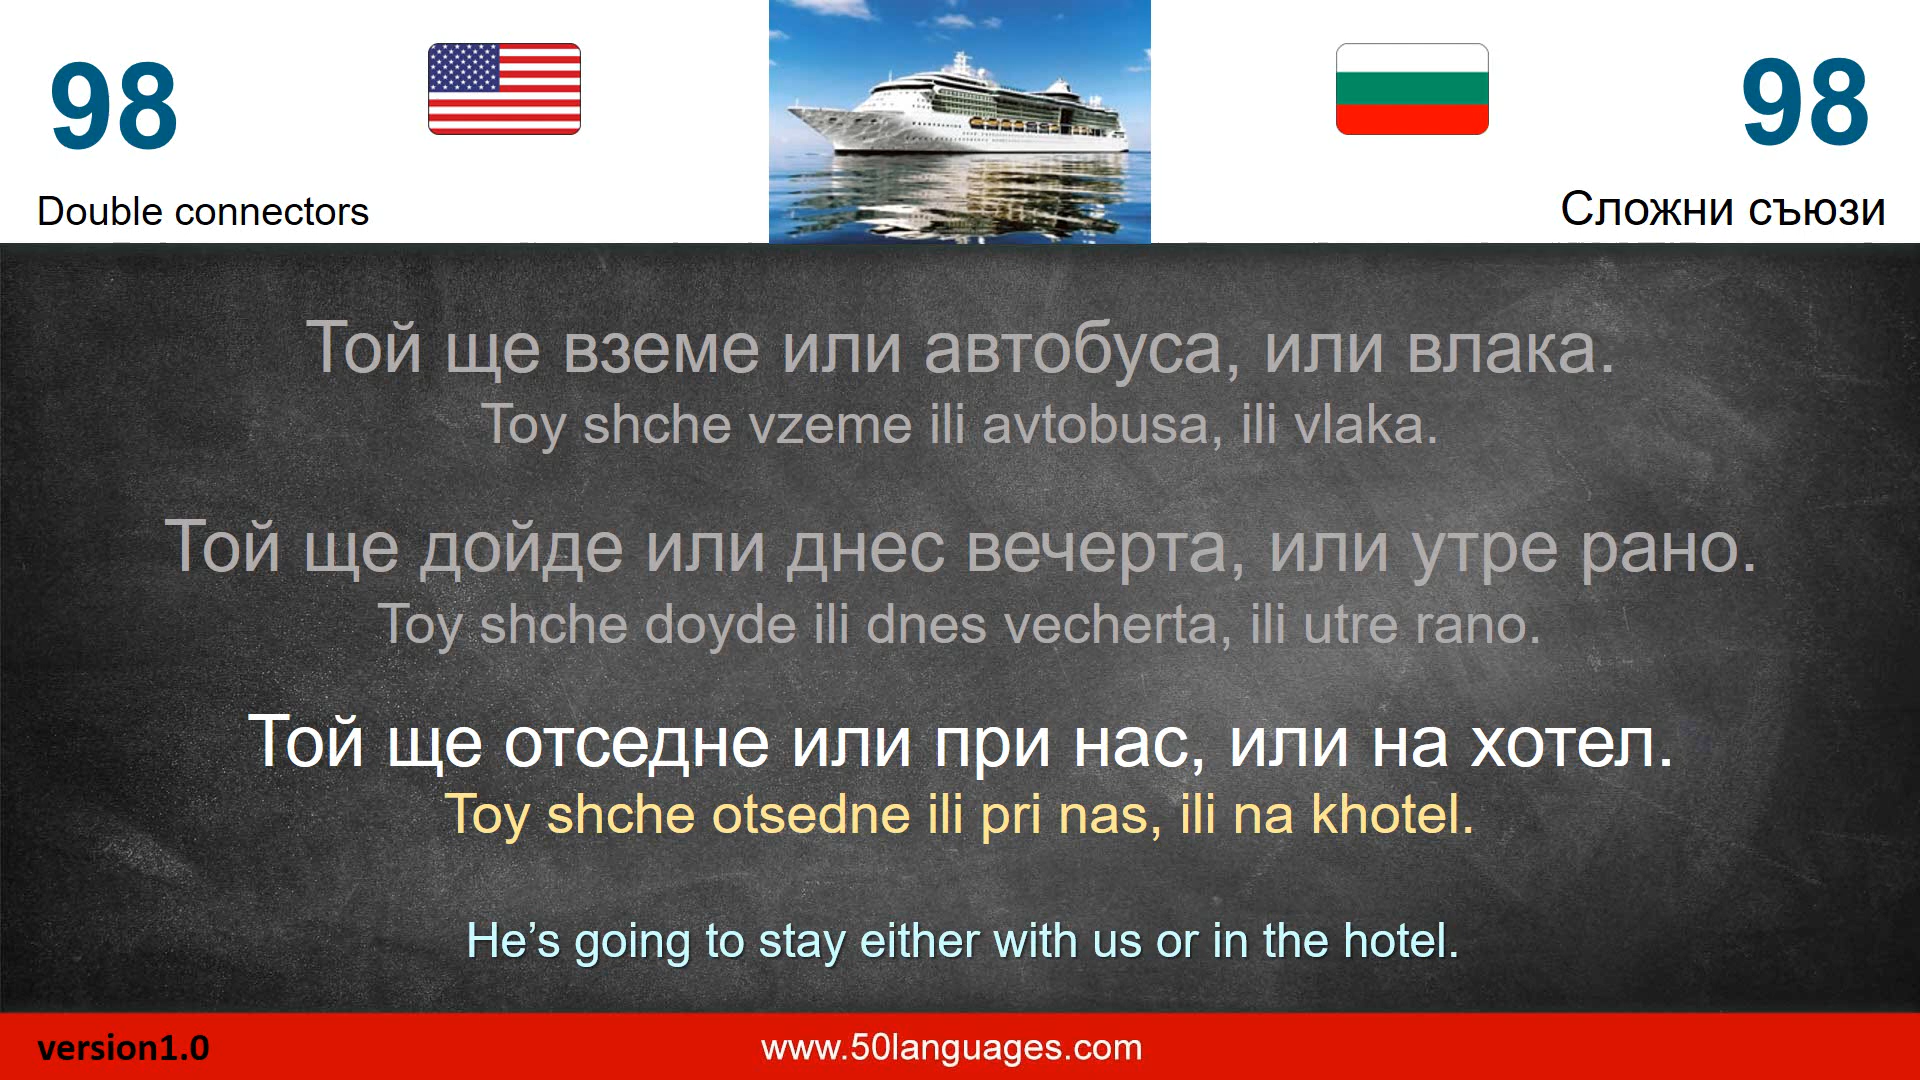 98
98
Double connectors
Сложни съюзи
Той ще вземе или автобуса, или влака.
Toy shche vzeme ili avtobusa, ili vlaka.
Той ще дойде или днес вечерта, или утре рано.
Toy shche doyde ili dnes vecherta, ili utre rano.
Той ще отседне или при нас, или на хотел.
Toy shche otsedne ili pri nas, ili na khotel.
He’s going to stay either with us or in the hotel.
version1.0
www.50languages.com